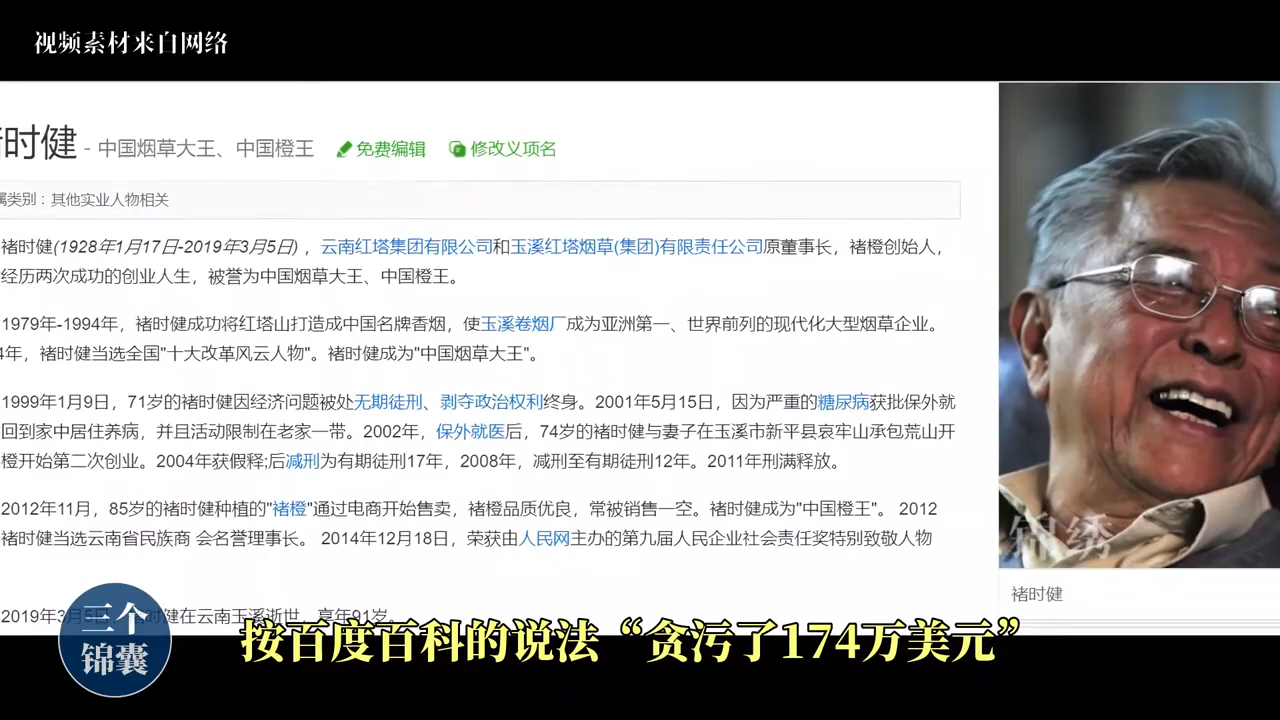 视频素材来自网络
时健 - 中国烟草大王、中国橙王 免费编辑 修改义项名
属类别：其他实业人物相关
褚时健(1928年1月17日-2019年3月5日) ，云南红塔集团有限公司和玉溪红塔烟草(集团)有限责任公司原董事长，褚橙创始人，
经历两次成功的创业人生，被誉为中国烟草大王、中国橙王。
1979年-1994年，褚时健成功将红塔山打造成中国名牌香烟，使玉溪卷烟厂成为亚洲第一、世界前列的现代化大型烟草企业。
4年，褚时健当选全国"十大改革风云人物"。褚时健成为"中国烟草大王"。
1999年1月9日，71岁的褚时健因经济问题被处无期徒刑、剥夺政治权利终身。2001年5月15日，因为严重的糖尿病获批保外就
回到家中居住养病，并且活动限制在老家一带。2002年，保外就医后，74岁的褚时健与妻子在玉溪市新平县哀牢山承包荒山开
橙开始第二次创业。2004年获假释;后减刑为有期徒刑17年，2008年，减刑至有期徒刑12年。2011年刑满释放。
2012年11月，85岁的褚时健种植的"褚橙"通过电商开始售卖，褚橙品质优良，常被销售一空。褚时健成为"中国橙王"。 2012
褚时健当选云南省民族商 会名誉理事长。 2014年12月18日，荣获由人民网主办的第九届人民企业社会责任奖特别致敬人物
锦绣
褚时健
2019年3月5日，褚时健在云南玉溪逝世，享年91岁。
三个
锦囊
按百度百科的说法“贪污了174万美元”